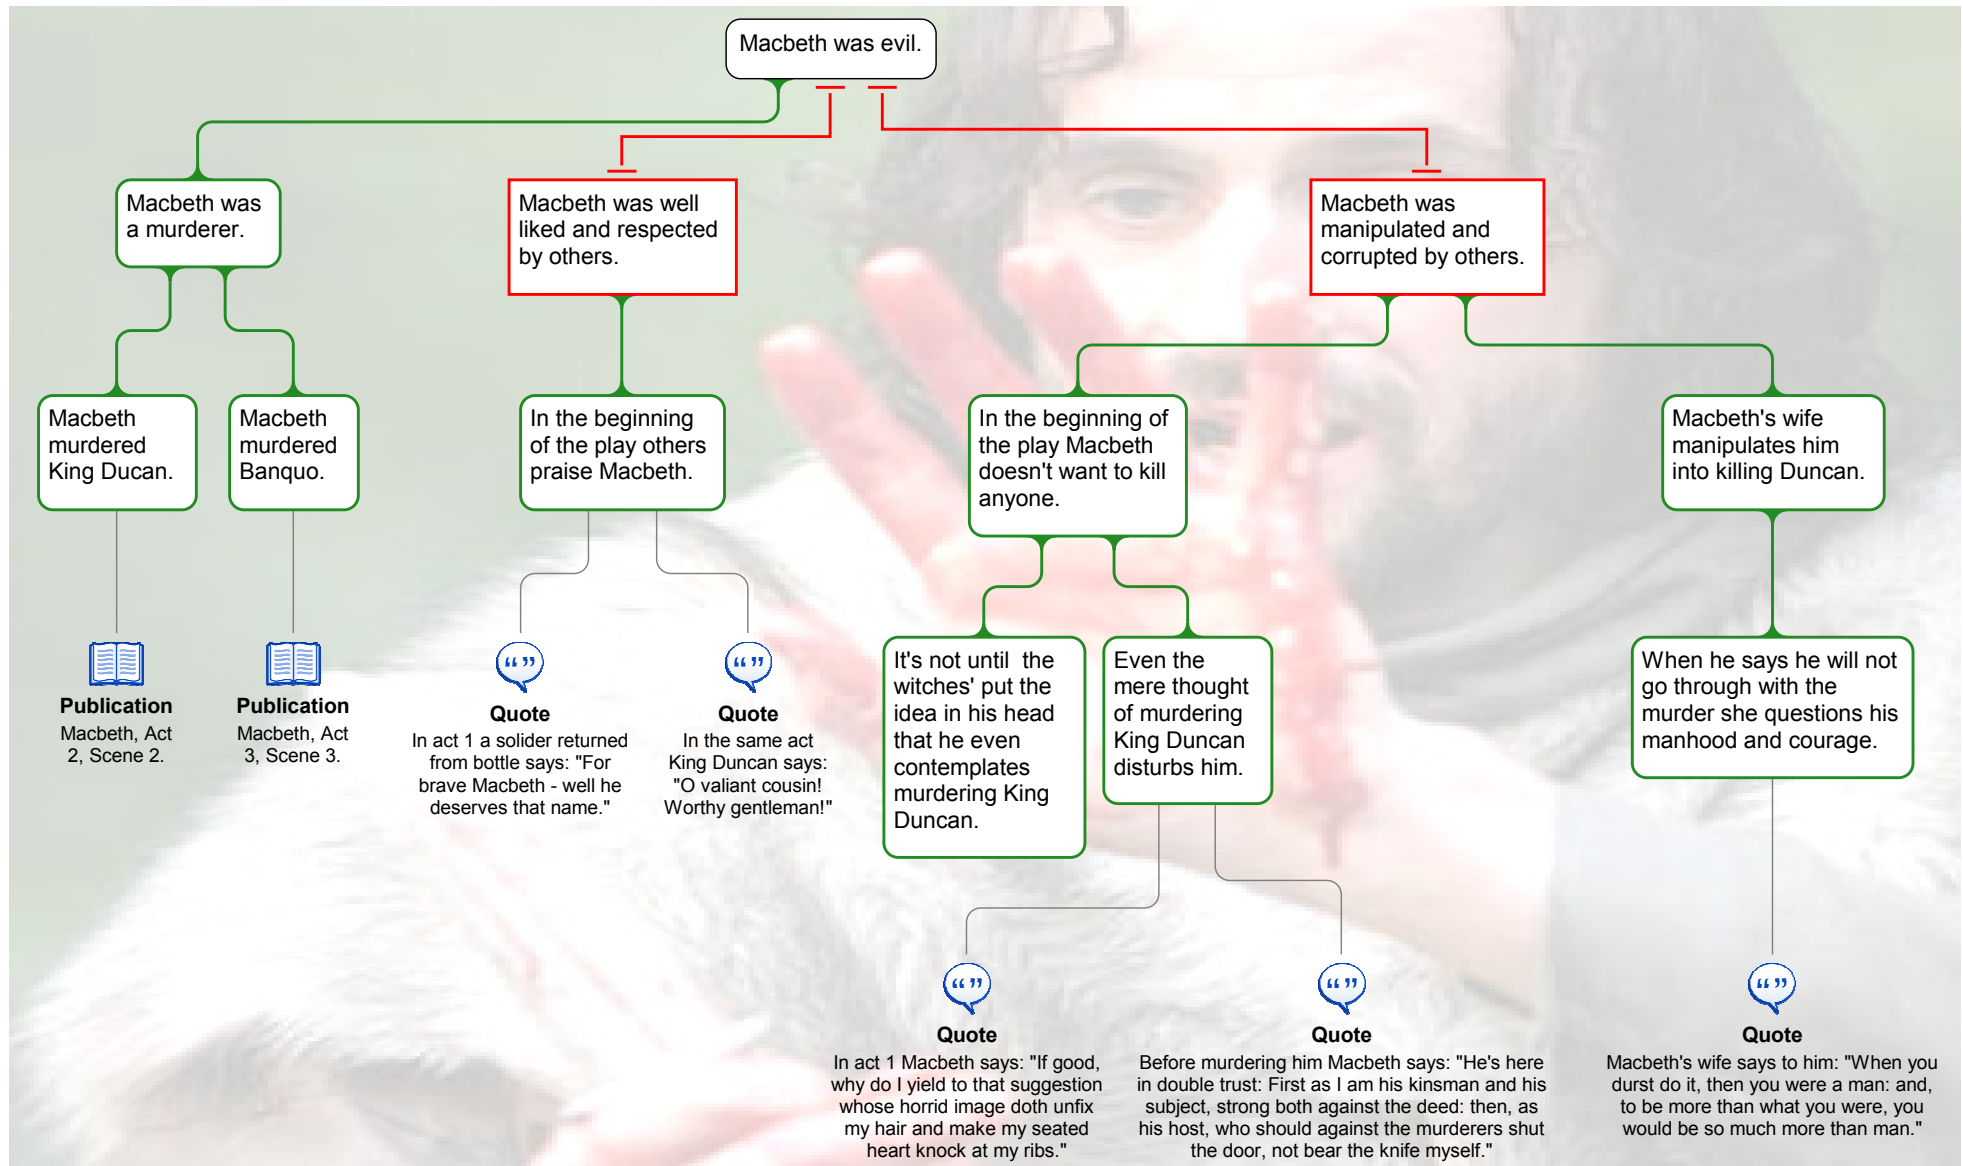 Macbeth was evil.
Macbeth was
a murderer.
Macbeth was well
liked and respected
by others.
Macbeth was
manipulated and
corrupted by others.
Macbeth
murdered
King Ducan.
Macbeth
murdered
Banquo.
In the beginning
of the play others
praise Macbeth.
In the beginning of
the play Macbeth
doesn't want to kill
anyone.
Macbeth's wife
manipulates him
into killing Duncan.
It's not until  the
witches' put the
idea in his head
that he even
contemplates
murdering King
Duncan.
Even the
mere thought
of murdering
King Duncan
disturbs him.
When he says he will not
go through with the
murder she questions his
manhood and courage.
Publication
Macbeth, Act
2, Scene 2.
Publication
Macbeth, Act
3, Scene 3.
Quote
In act 1 a solider returned
from bottle says: "For
brave Macbeth - well he
deserves that name."
Quote
In the same act
King Duncan says:
"O valiant cousin!
Worthy gentleman!"
Quote
In act 1 Macbeth says: "If good,
why do I yield to that suggestion
whose horrid image doth unfix
my hair and make my seated
heart knock at my ribs."
Quote
Before murdering him Macbeth says: "He's here
in double trust: First as I am his kinsman and his
subject, strong both against the deed: then, as
his host, who should against the murderers shut
the door, not bear the knife myself."
Quote
Macbeth's wife says to him: "When you
durst do it, then you were a man: and,
to be more than what you were, you
would be so much more than man."